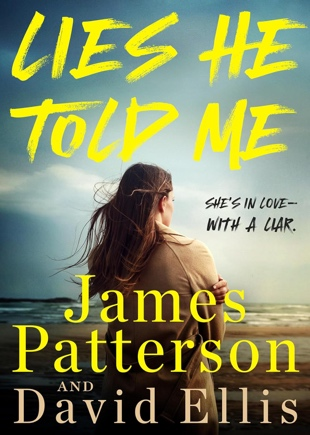 LIES HE
TOLD ME
SHE'S IN LOVE—
WITH A LIAR.
James
Patterson
AND
David Ellis